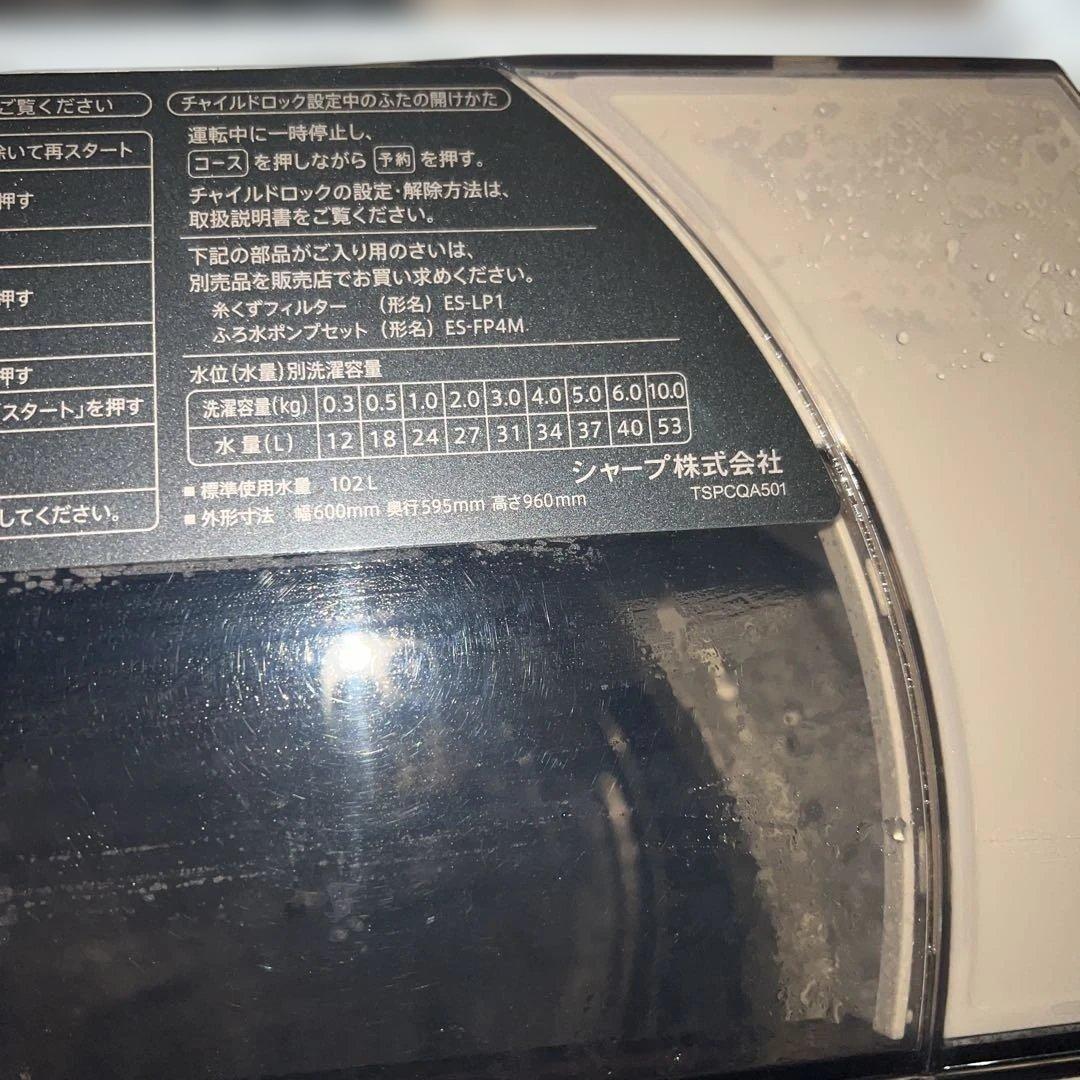 ご覧ください
除いて再スタート
押す
押す
押す
スタート」を押す
してください。
チャイルドロック設定中のふたの開けかた
運転中に一時停止し、
コース を押しながら 予約 を押す。
チャイルドロックの設定・解除方法は、
取扱説明書をご覧ください。
下記の部品がご入り用のさいは、
別売品を販売店でお買い求めください。
糸くずフィルター （形名）ES-LP1
ふろ水ポンプセット（形名）ES-FP4M
水位（水量）別洗濯容量
洗濯容量(kg) 0.3 0.5 1.0 2.0 3.0 4.0 5.0 6.0 10.0
水量(L) 12 18 24 27 31 34 37 40 53
■標準使用水量 102L
■外形寸法 幅600mm 奥行595mm 高さ960mm
シャープ株式会社
TSPCQA501